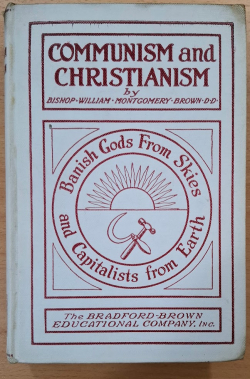 COMMUNISM and
CHRISTIANISM
by
BISHOP·WILLIAM·MONTGOMERY·BROWN·D·D·
Banish Gods From Skies
and Capitalists from Earth
The BRADFORD-BROWN
EDUCATIONAL COMPANY, Inc.